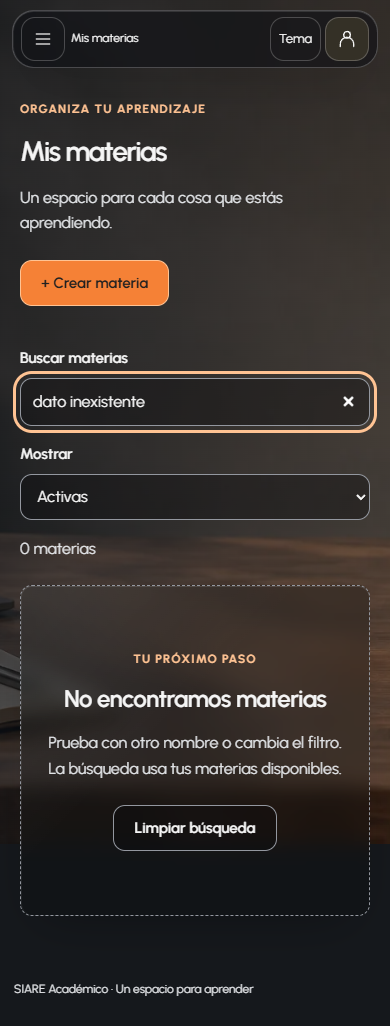 Mis materias
Tema
ORGANIZA TU APRENDIZAJE
Mis materias
Un espacio para cada cosa que estás
aprendiendo.
+ Crear materia
Buscar materias
dato inexistente
Mostrar
Activas
0 materias
TU PRÓXIMO PASO
No encontramos materias
Prueba con otro nombre o cambia el filtro.
La búsqueda usa tus materias disponibles.
Limpiar búsqueda
SIARE Académico · Un espacio para aprender